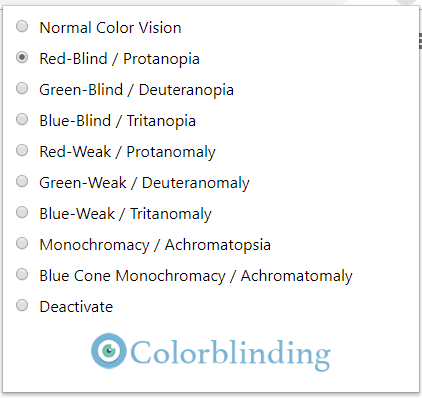 Normal Color Vision
Red-Blind / Protanopia
Green-Blind / Deuteranopia
Blue-Blind / Tritanopia
Red-Weak / Protanomaly
Green-Weak / Deuteranomaly
Blue-Weak / Tritanomaly
Monochromacy / Achromatopsia
Blue Cone Monochromacy / Achromatomaly
Deactivate
Colorblinding